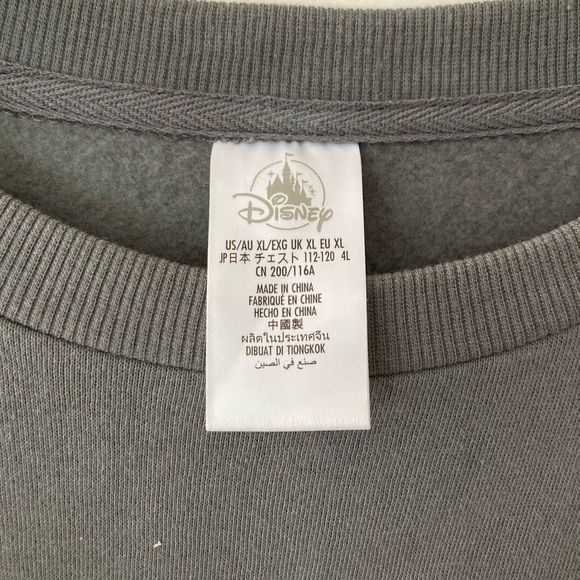 Disney
US/AU XL/EXG UK XL EU XL
JP日本 チェスト 112-120 4L
CN 200/116A
MADE IN CHINA
FABRIQUÉ EN CHINE
HECHO EN CHINA
中國製
ผลิตในประเทศจีน
DIBUAT DI TIONGKOK
صنع في الصين